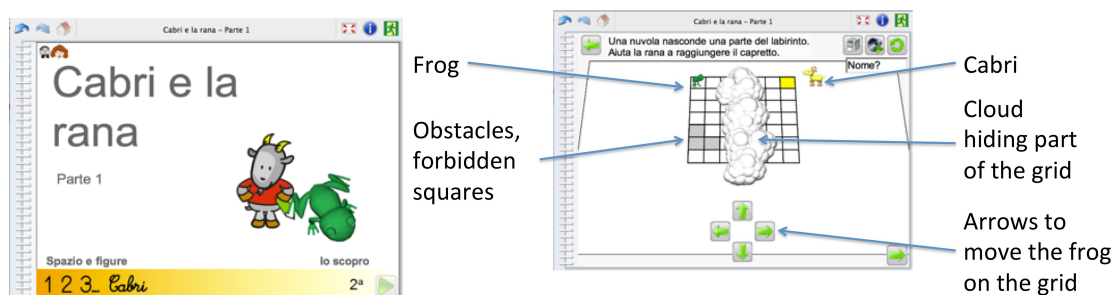 Cabri e la rana - Parte 1
Cabri e la
rana
Parte 1
Spazio e figure
lo scopro
1 2 3... Cabri
2ª
Frog
Obstacles,
forbidden
squares
Cabri e la rana - Parte 1
Una nuvola nasconde una parte del labirinto.
Aiuta la rana a raggiungere il capretto.
Nome?
Cabri
Cloud
hiding part
of the grid
Arrows to
move the frog
on the grid